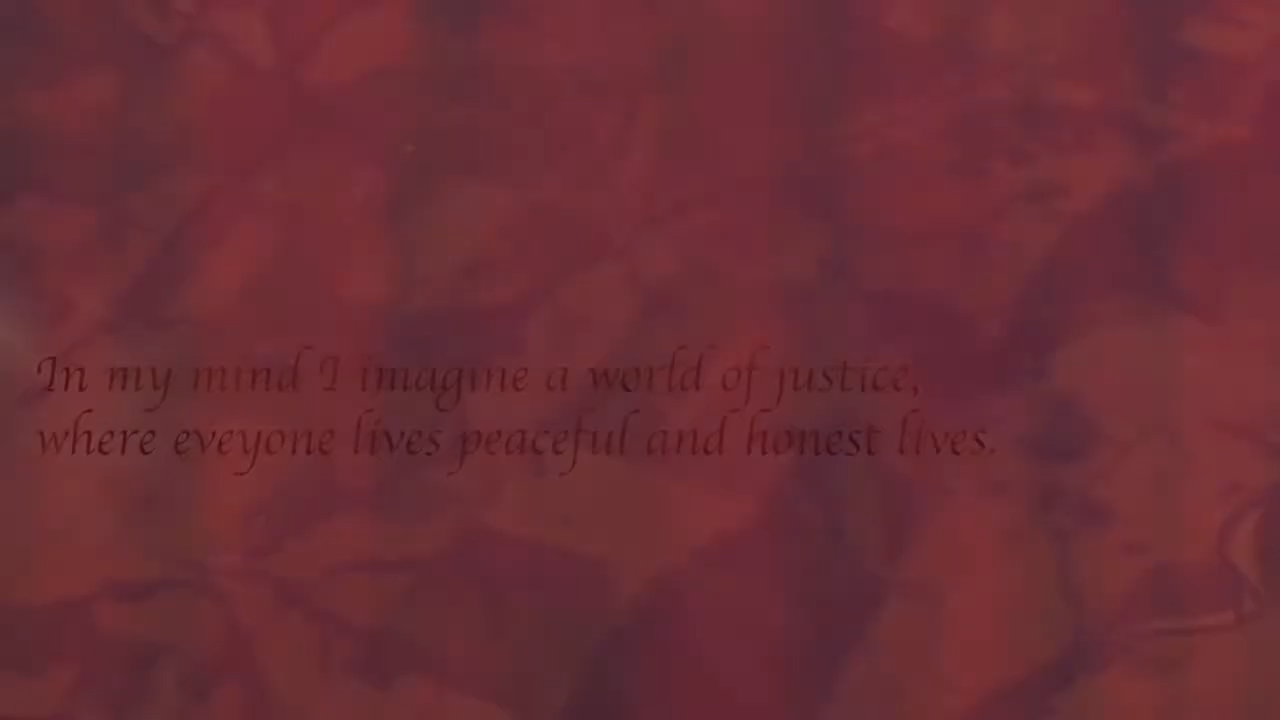 In my mind I imagine a world of justice,
where eveyone lives peaceful and honest lives.